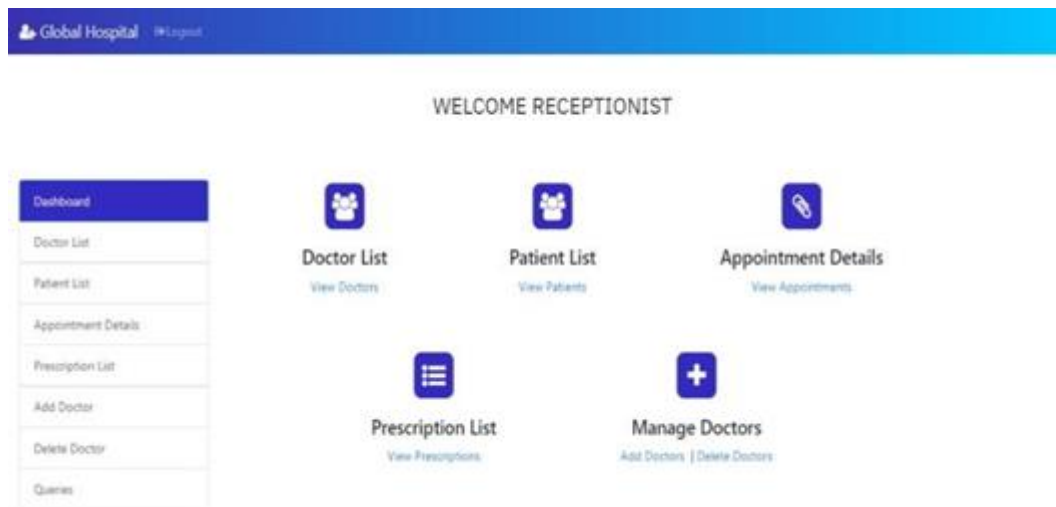 Global Hospital Logout
WELCOME RECEPTIONIST
Dashboard
Doctor List
Patient List
Appointment Details
Prescription List
Add Doctor
Delete Doctor
Queries
Doctor List
View Doctors
Patient List
View Patients
Appointment Details
View Appointments
Prescription List
View Prescriptions
Manage Doctors
Add Doctors | Delete Doctors